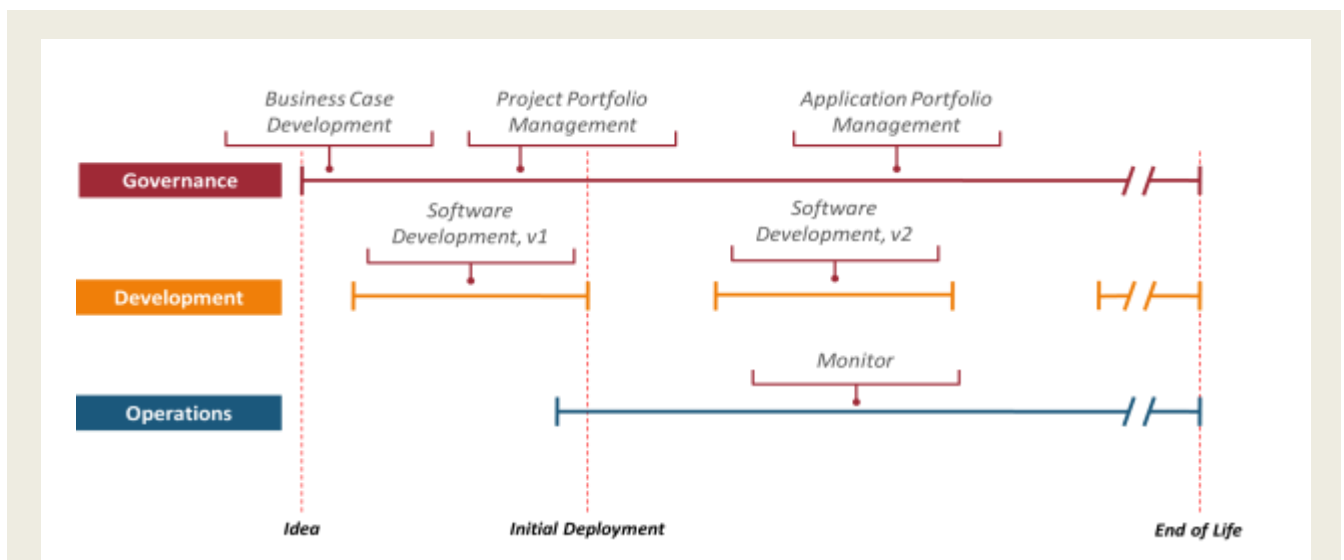 Business Case
Development
Project Portfolio
Management
Application Portfolio
Management
Governance
Software
Development, v1
Software
Development, v2
Development
Monitor
Operations
Idea
Initial Deployment
End of Life